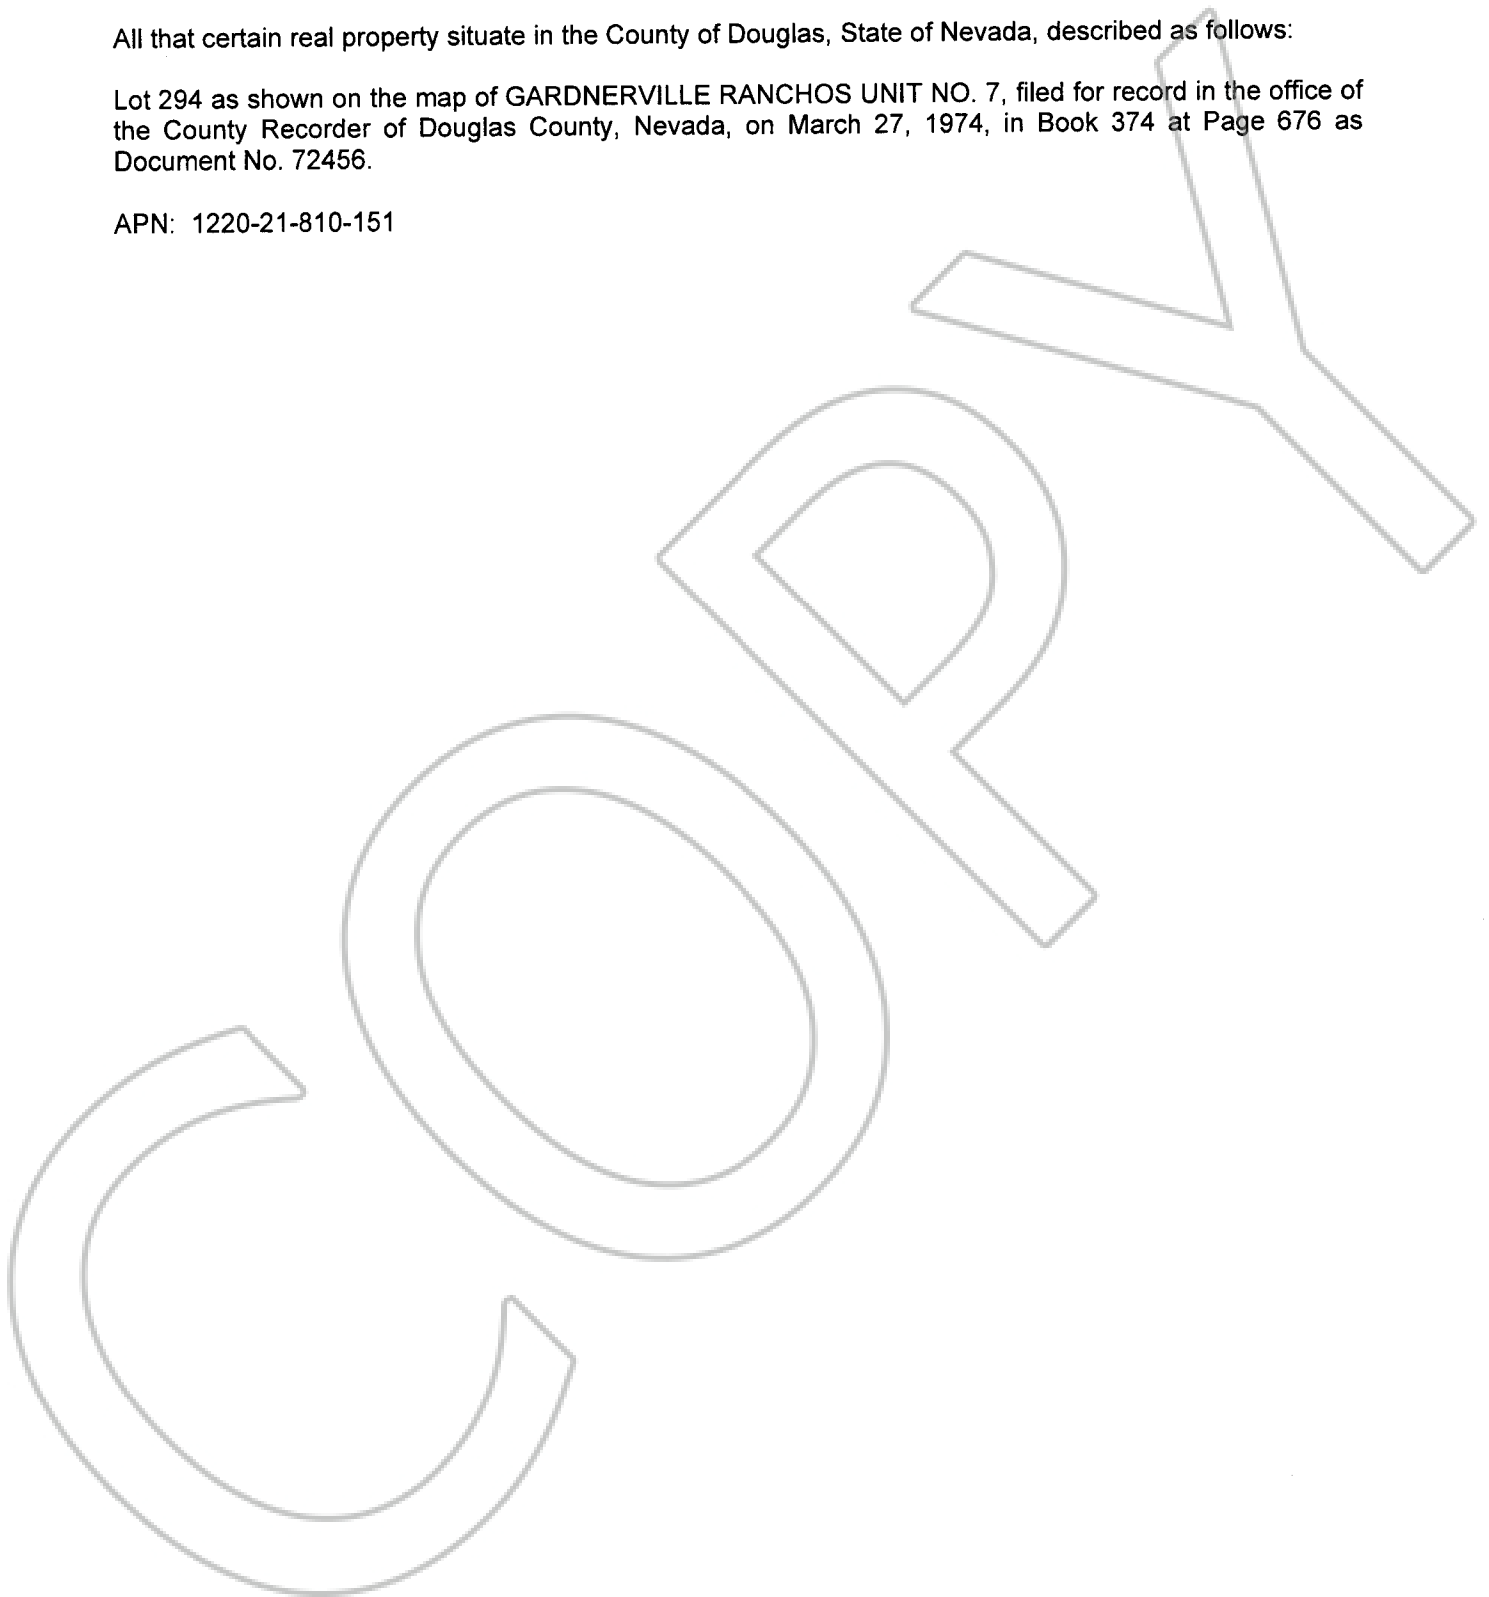 All that certain real property situate in the County of Douglas, State of Nevada, described as follows:
Lot 294 as shown on the map of GARDNERVILLE RANCHOS UNIT NO. 7, filed for record in the office of
the County Recorder of Douglas County, Nevada, on March 27, 1974, in Book 374 at Page 676 as
Document No. 72456.
APN: 1220-21-810-151
COPY